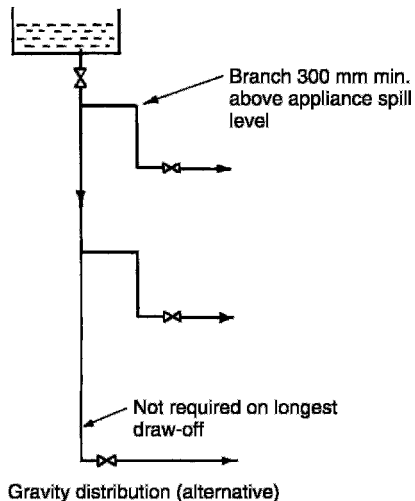 Branch 300 mm min.
above appliance spill
level
Not required on longest
draw-off
Gravity distribution (alternative)